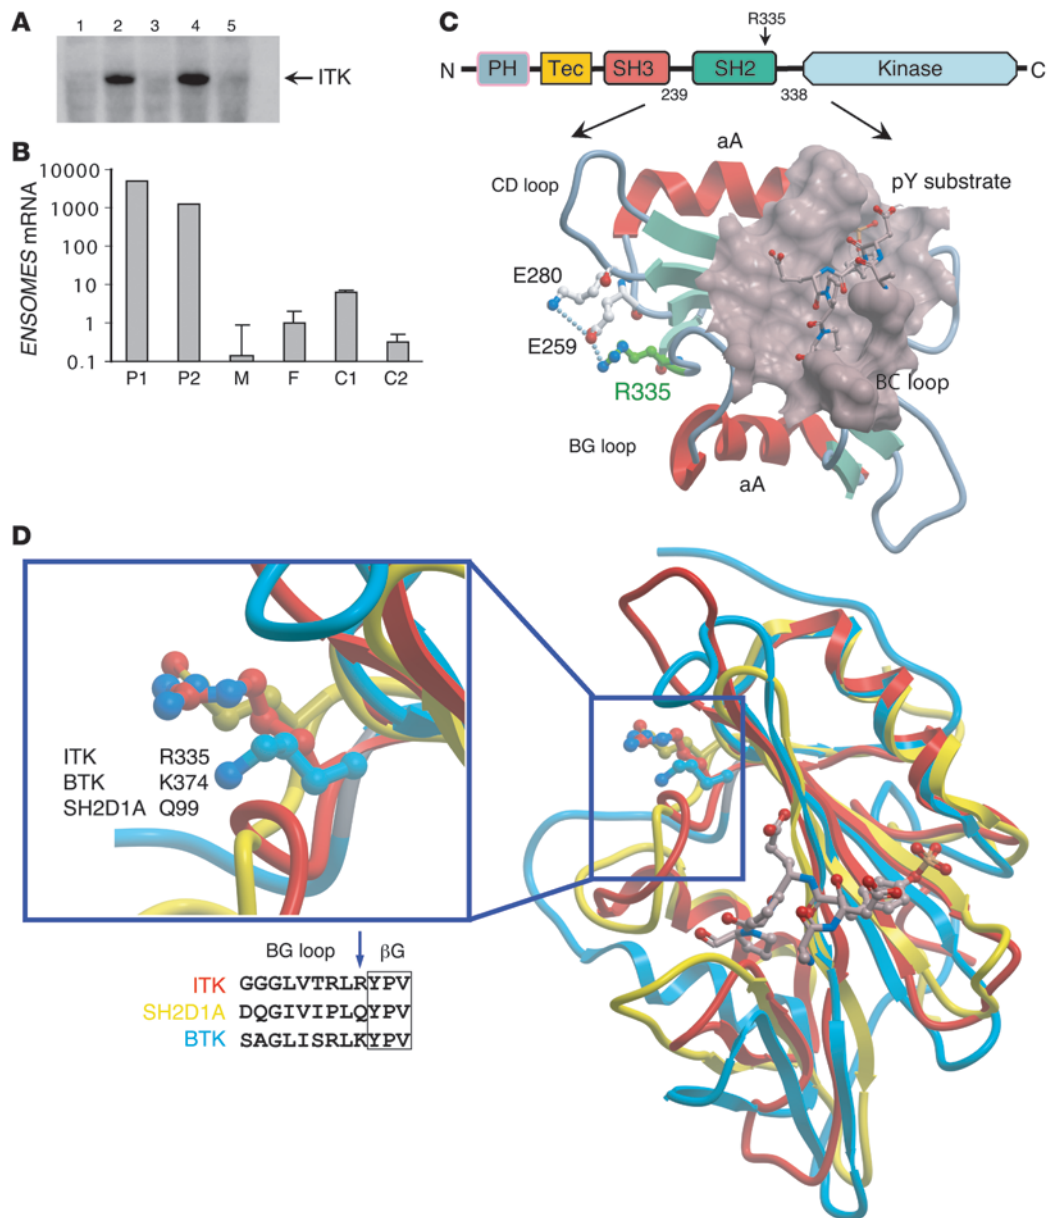 A
1 2 3 4 5
ITK
B
ENSOMES mRNA
10000
1000
100
10
1
0.1
P1 P2 M F C1 C2
C
R335
N PH Tec SH3 SH2 Kinase C
239 338
aA
CD loop
pY substrate
E280
E259
R335
BC loop
BG loop
aA
D
ITK R335
BTK K374
SH2D1A Q99
BG loop βG
ITK GGGLVTRLRYPV
SH2D1A DQGIVIPLQYPV
BTK SAGLISRLKYPV